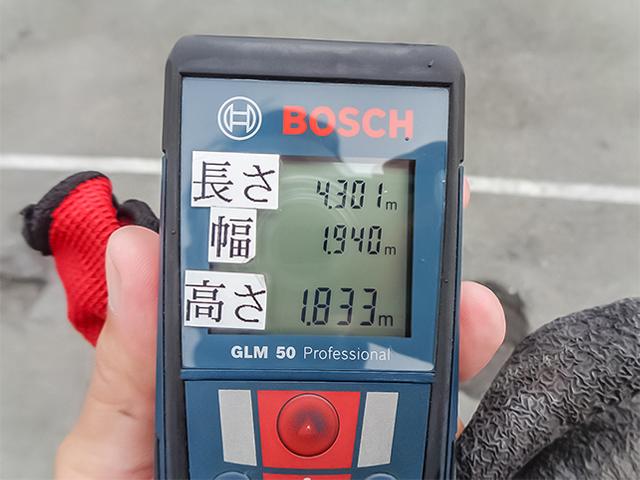 BOSCH
長さ 4.301m
幅 1.940m
高さ 1.833m
GLM 50 Professional